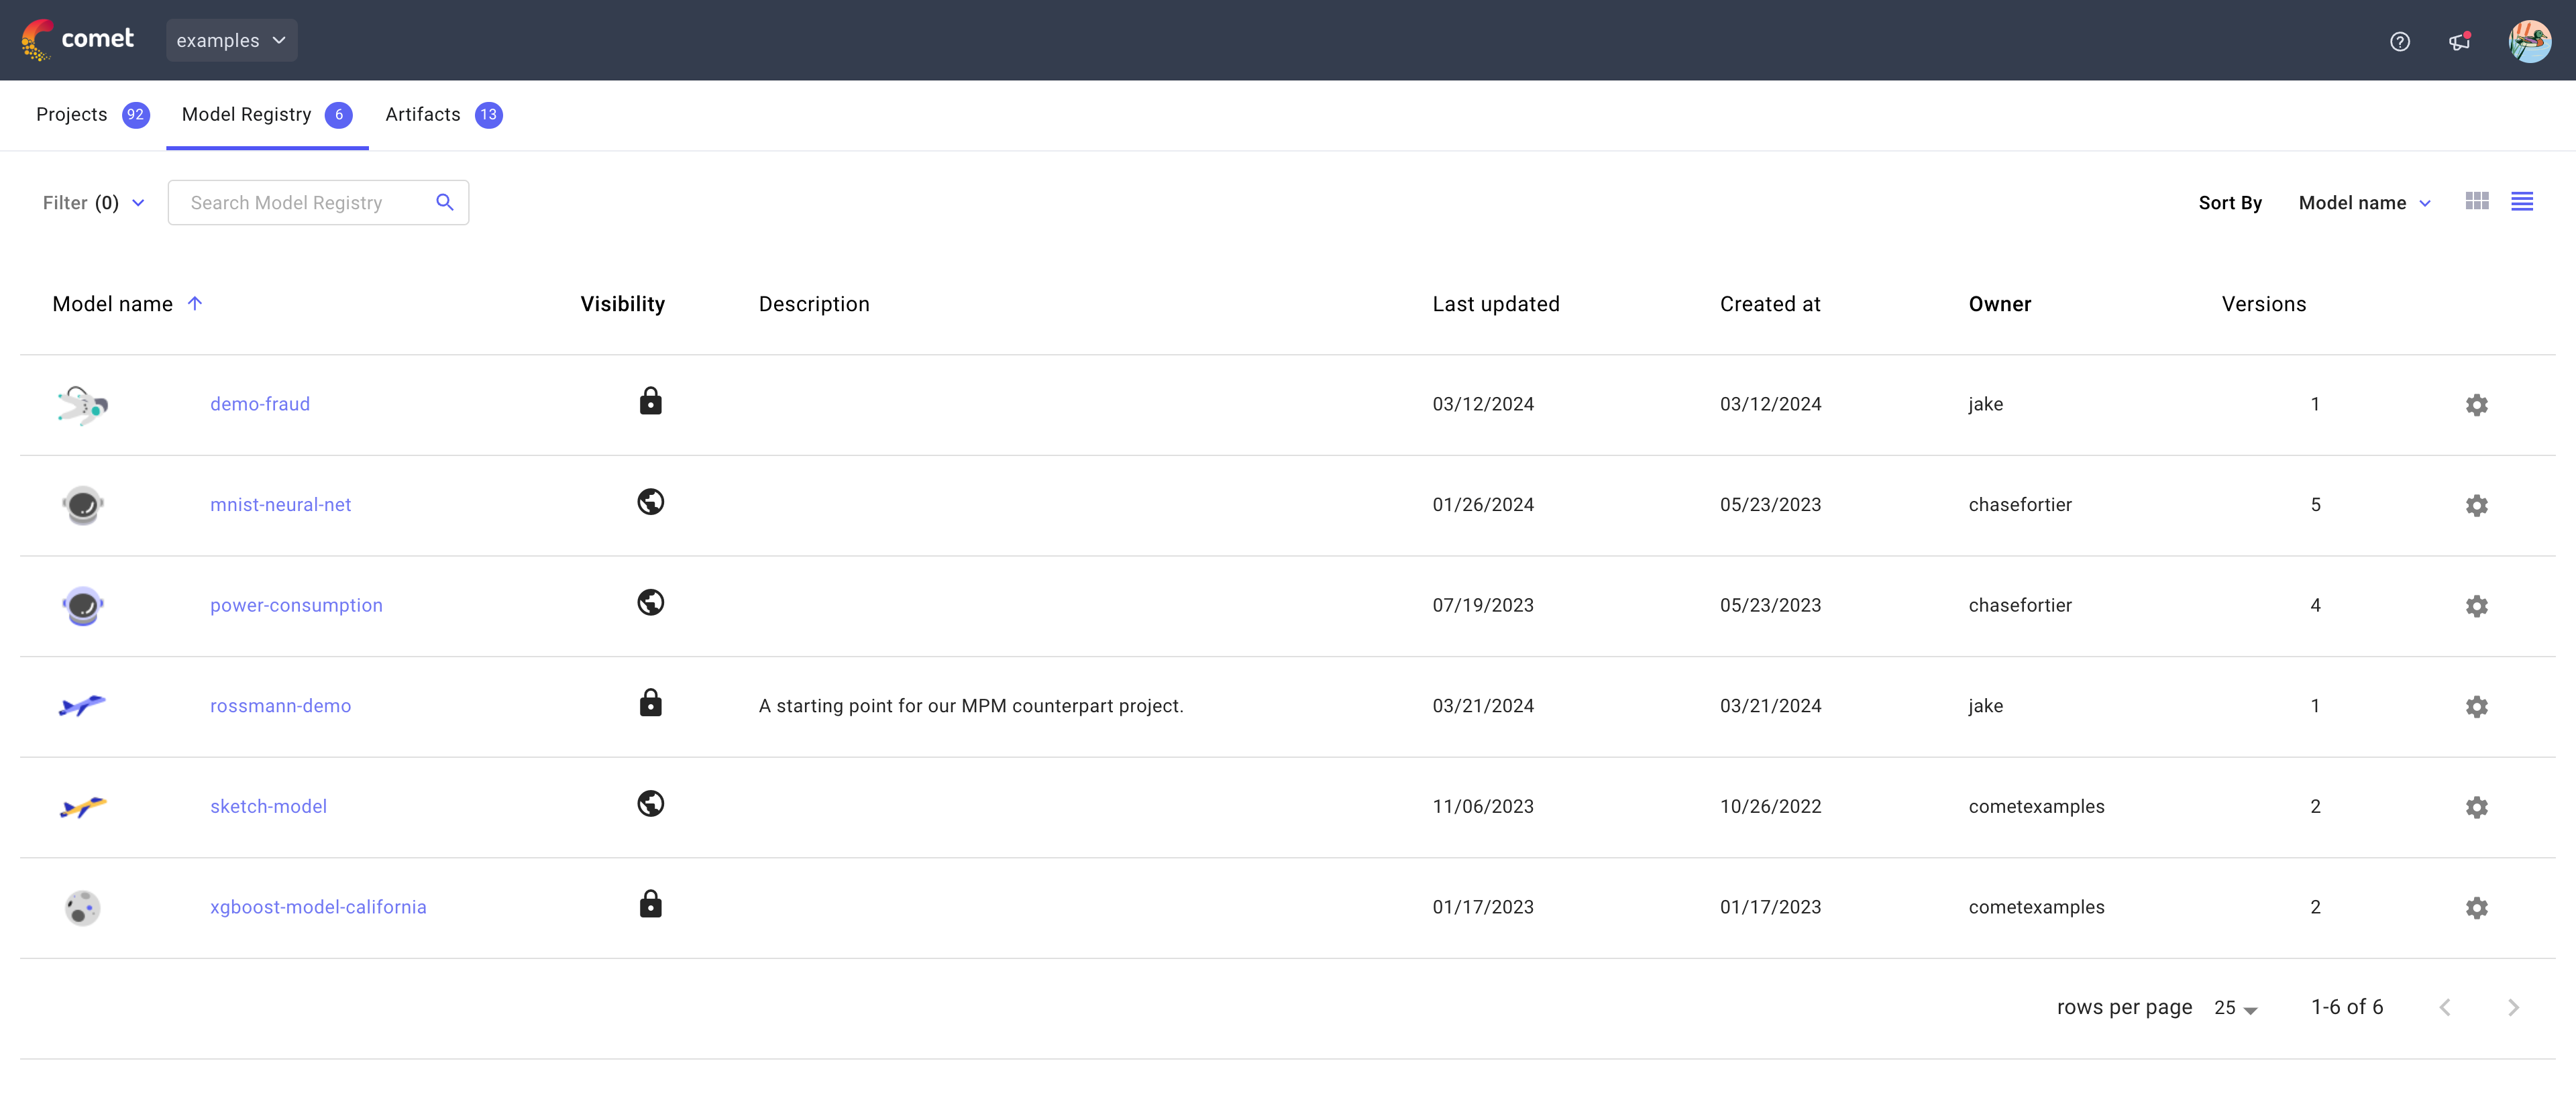 comet examples
Projects 92 Model Registry 6 Artifacts 13
Filter (0) Search Model Registry Sort By Model name
Model name Visibility Description Last updated Created at Owner Versions
demo-fraud 03/12/2024 03/12/2024 jake 1
mnist-neural-net 01/26/2024 05/23/2023 chasefortier 5
power-consumption 07/19/2023 05/23/2023 chasefortier 4
rossmann-demo A starting point for our MPM counterpart project. 03/21/2024 03/21/2024 jake 1
sketch-model 11/06/2023 10/26/2022 cometexamples 2
xgboost-model-california 01/17/2023 01/17/2023 cometexamples 2
rows per page 25 1-6 of 6